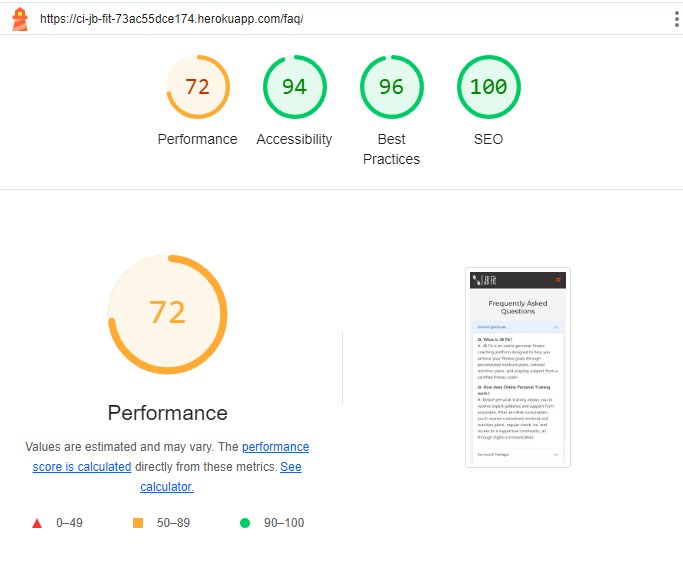 https://ci-jb-fit-73ac55dce174.herokuapp.com/faq/
72
94
96
100
Performance
Accessibility
Best
Practices
SEO
72
Performance
Values are estimated and may vary. The performance
score is calculated directly from these metrics. See
calculator.
0–49
50–89
90–100
JB Fit
Frequently Asked
Questions
General Questions
Q. What is JB Fit?
A: JB Fit is an online personal fitness
coaching platform designed to help you
achieve your fitness goals through
personalized workout plans, tailored
nutrition plans, and ongoing support from a
certified fitness coach.
Q. How does Online Personal Training
work?
A: Online personal training allows you to
receive expert guidance and support from
anywhere. After an initial consultation,
you'll receive customized workout and
nutrition plans, regular check-ins, and
access to a supportive community, all
through digital communication.
Services & Packages